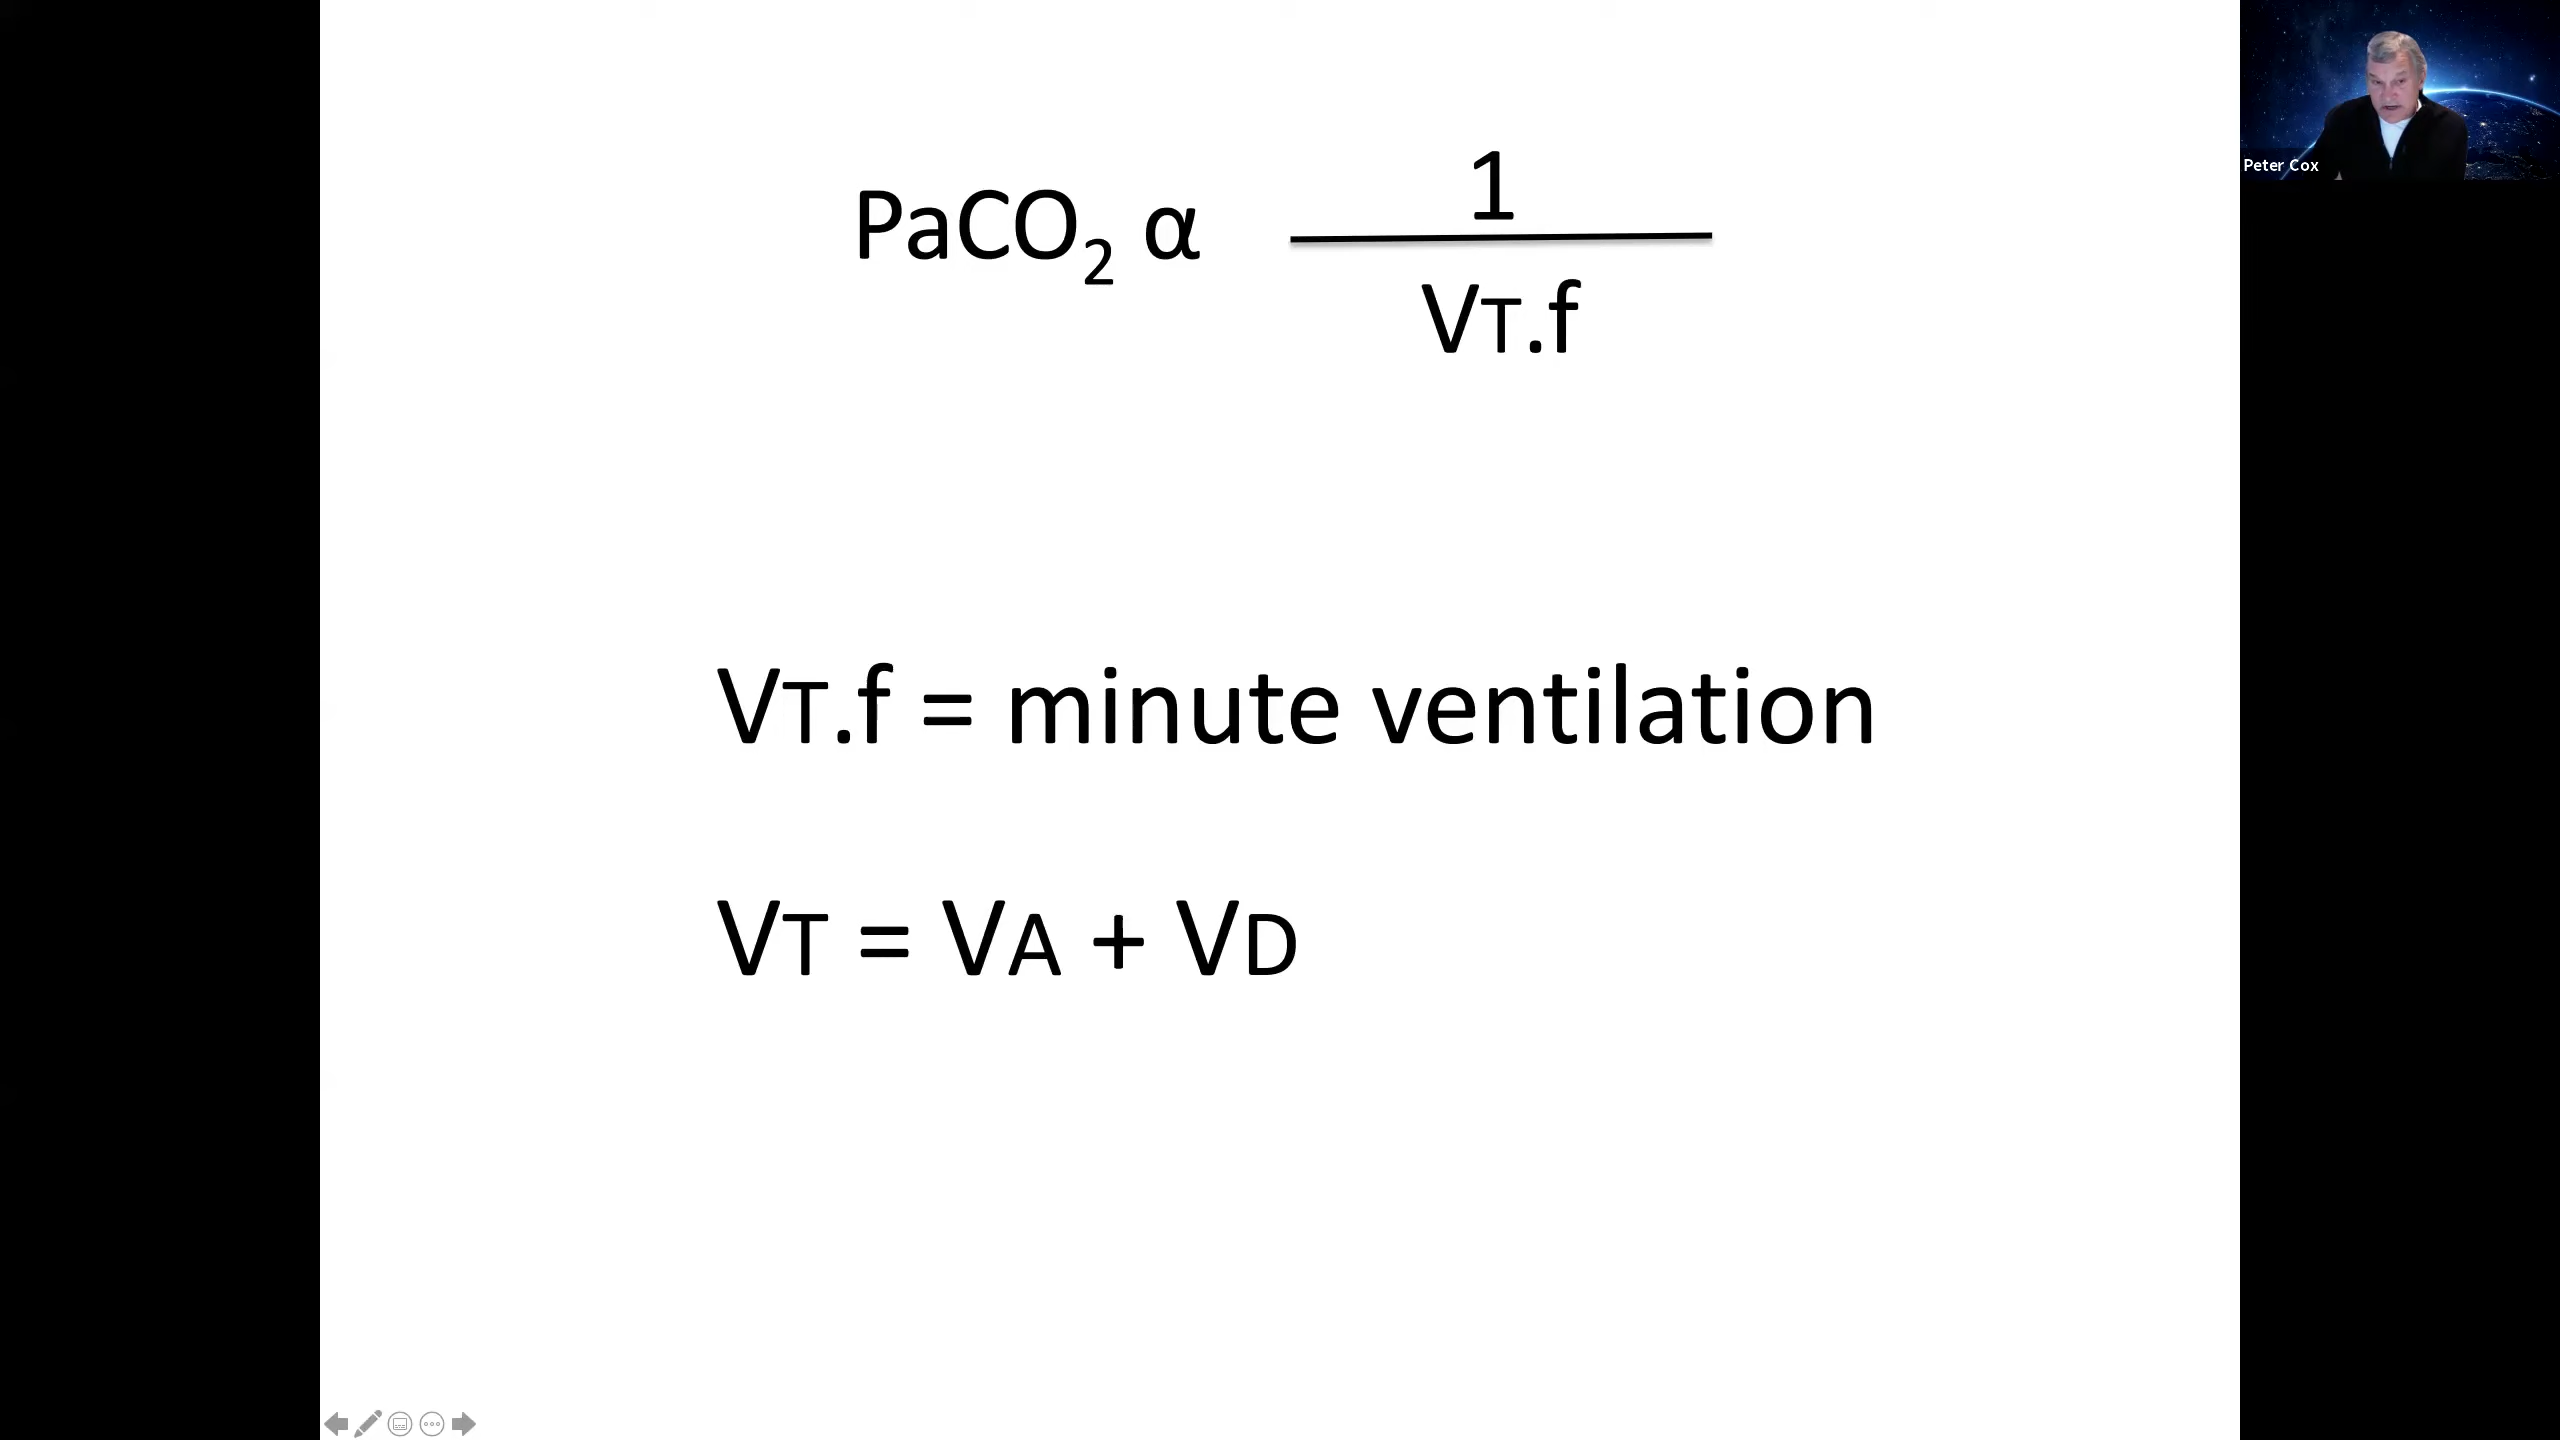 PaCO₂ α 1
VT.f
VT.f = minute ventilation
VT = VA + VD
Peter Cox